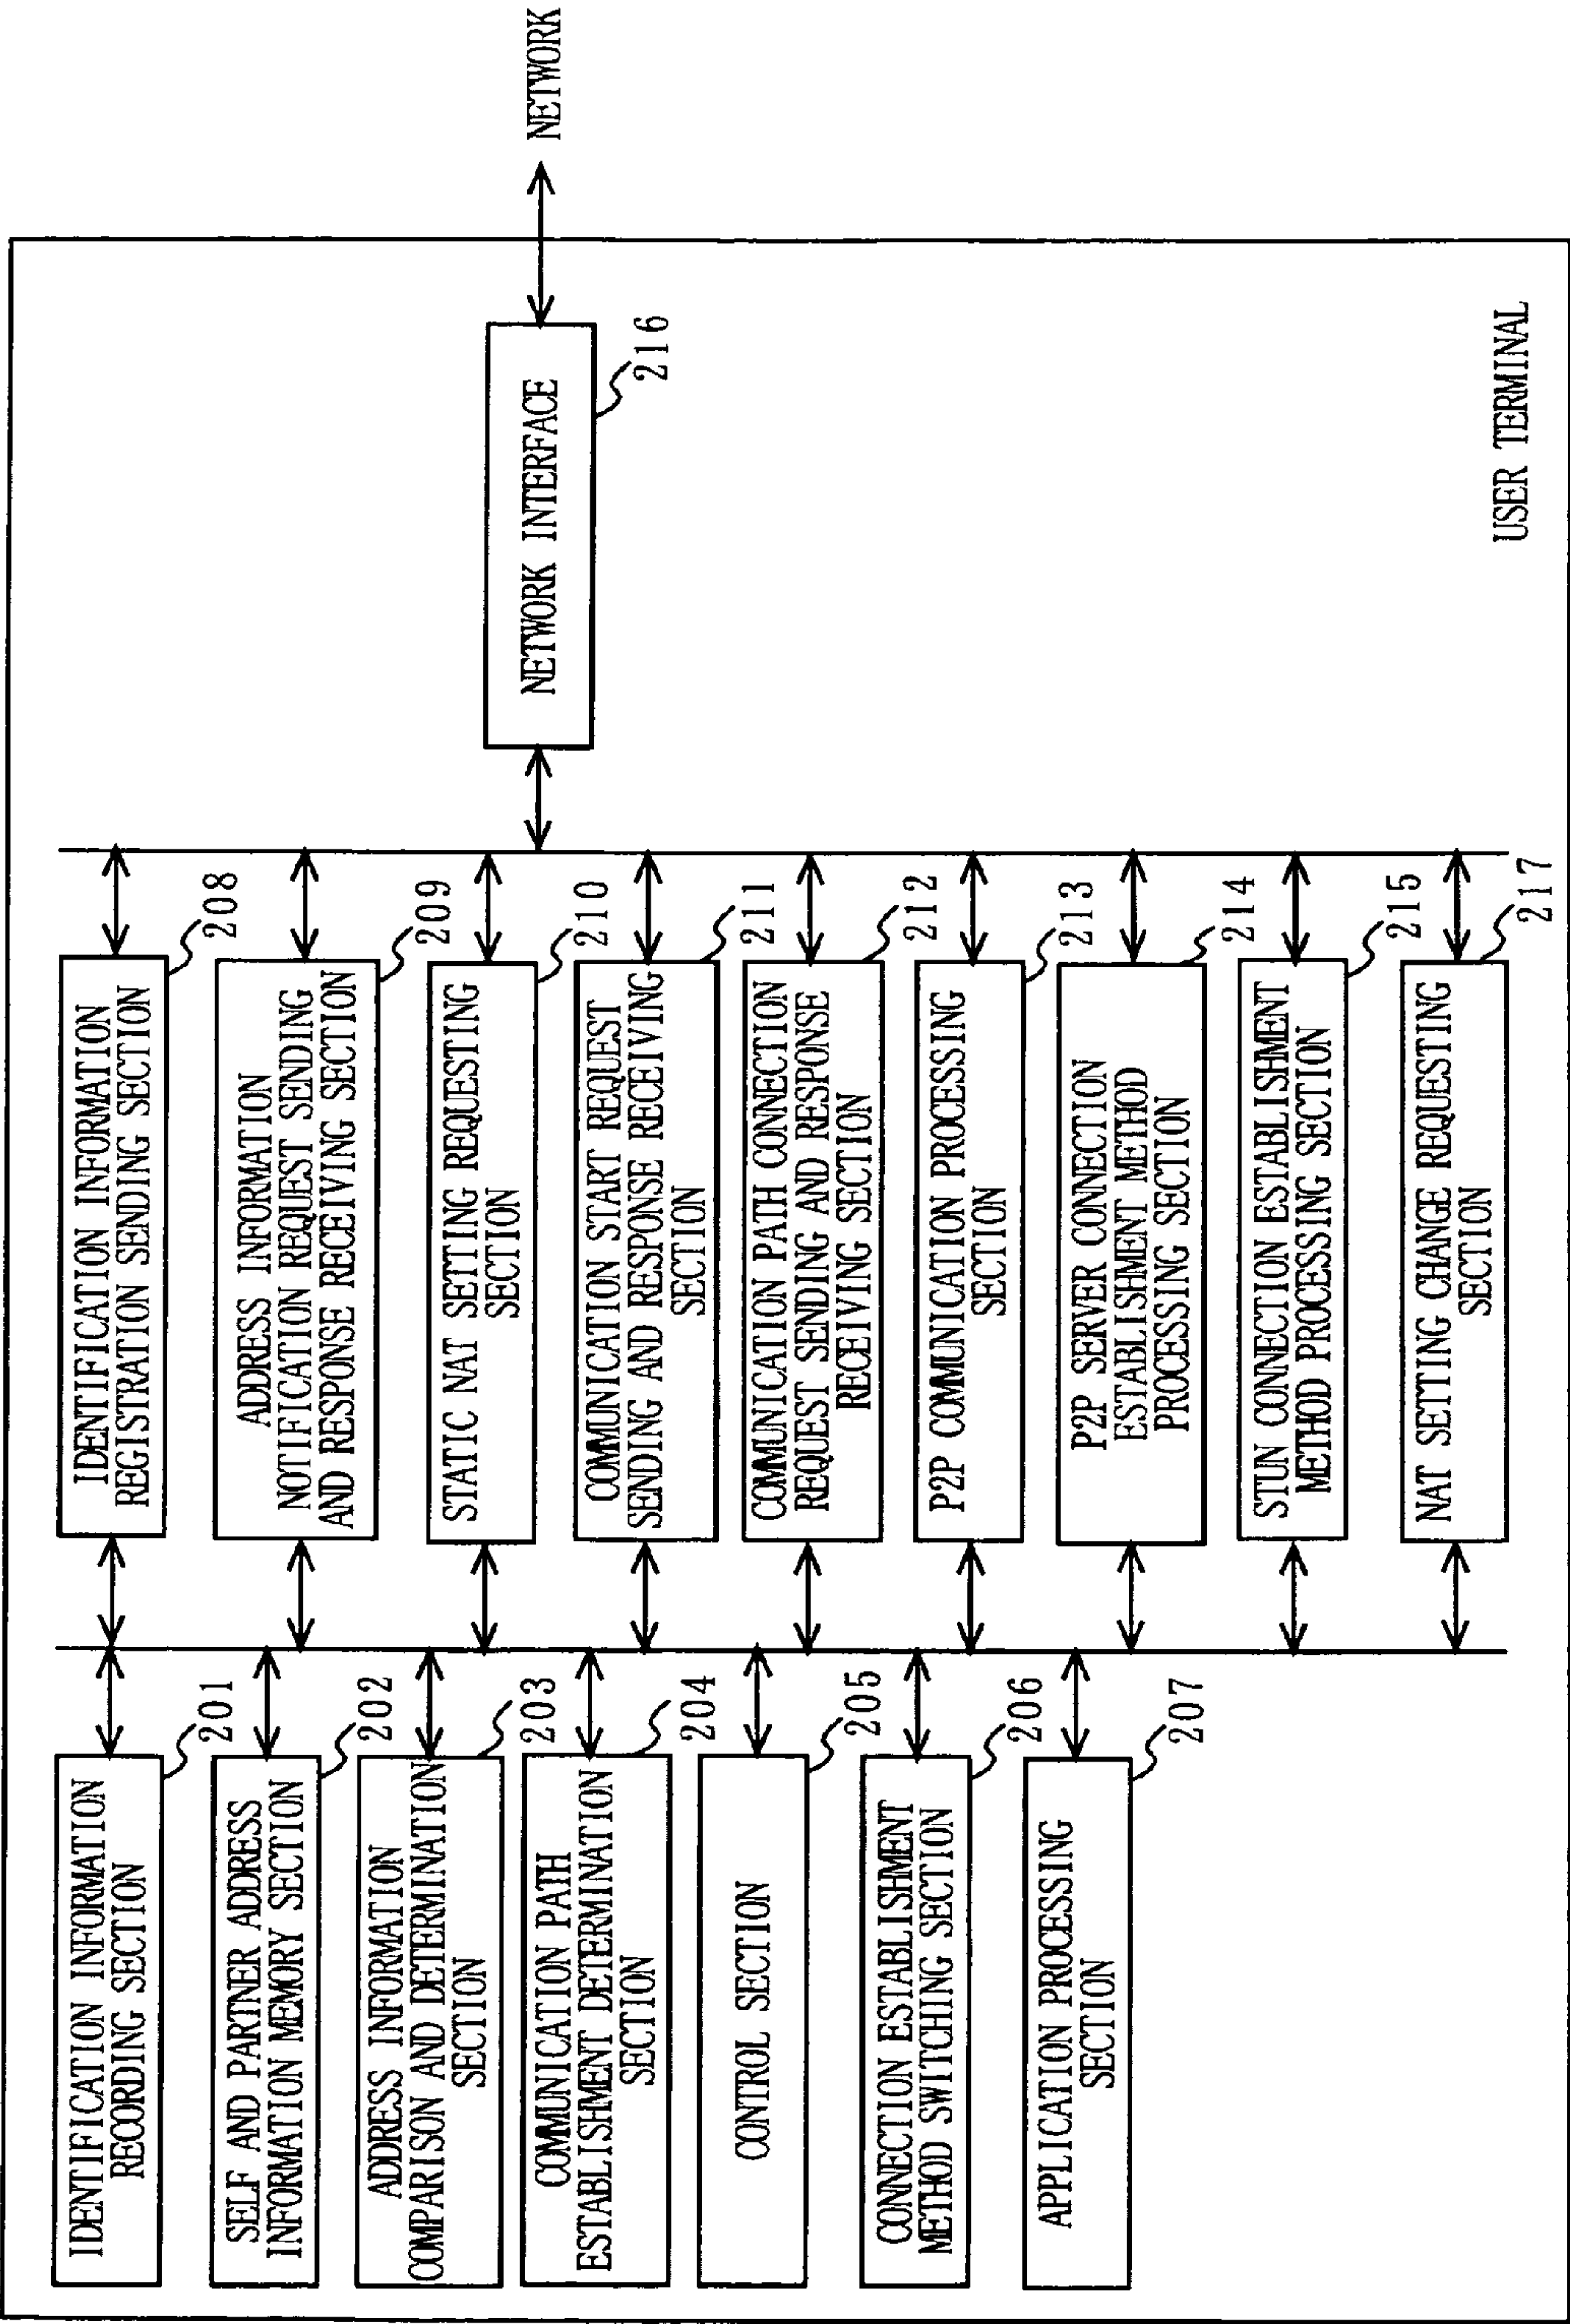 IDENTIFICATION INFORMATION
RECORDING SECTION
201
SELF AND PARTNER ADDRESS
INFORMATION MEMORY SECTION
202
ADDRESS INFORMATION
COMPARISON AND DETERMINATION
SECTION
203
COMMUNICATION PATH
ESTABLISHMENT DETERMINATION
SECTION
204
CONTROL SECTION
205
CONNECTION ESTABLISHMENT
METHOD SWITCHING SECTION
206
APPLICATION PROCESSING
SECTION
207
IDENTIFICATION INFORMATION
REGISTRATION SENDING SECTION
208
ADDRESS INFORMATION
NOTIFICATION REQUEST SENDING
AND RESPONSE RECEIVING SECTION
209
STATIC NAT SETTING REQUESTING
SECTION
210
COMMUNICATION START REQUEST
SENDING AND RESPONSE RECEIVING
SECTION
211
COMMUNICATION PATH CONNECTION
REQUEST SENDING AND RESPONSE
RECEIVING SECTION
212
P2P COMMUNICATION PROCESSING
SECTION
213
P2P SERVER CONNECTION
ESTABLISHMENT METHOD
PROCESSING SECTION
214
STUN CONNECTION ESTABLISHMENT
METHOD PROCESSING SECTION
215
NAT SETTING CHANGE REQUESTING
SECTION
217
NETWORK INTERFACE
216
NETWORK
USER TERMINAL